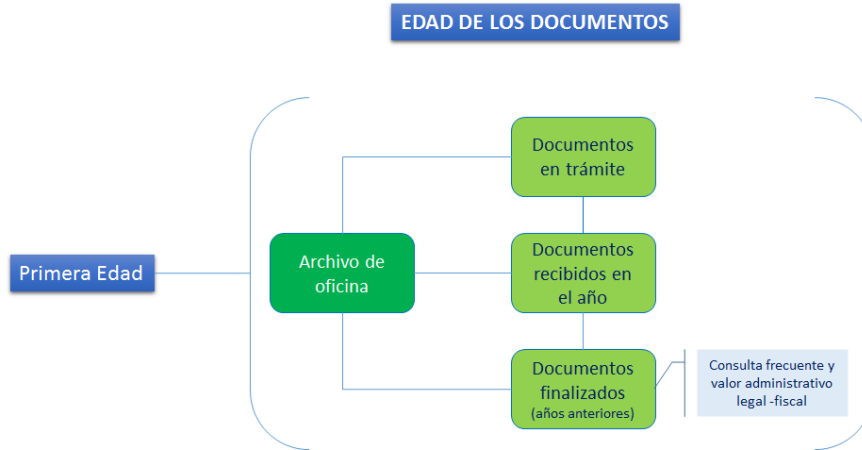 EDAD DE LOS DOCUMENTOS
Documentos
en trámite
Primera Edad
Archivo de
oficina
Documentos
recibidos en
el año
Documentos
finalizados
(años anteriores)
Consulta frecuente y
valor administrativo
legal -fiscal